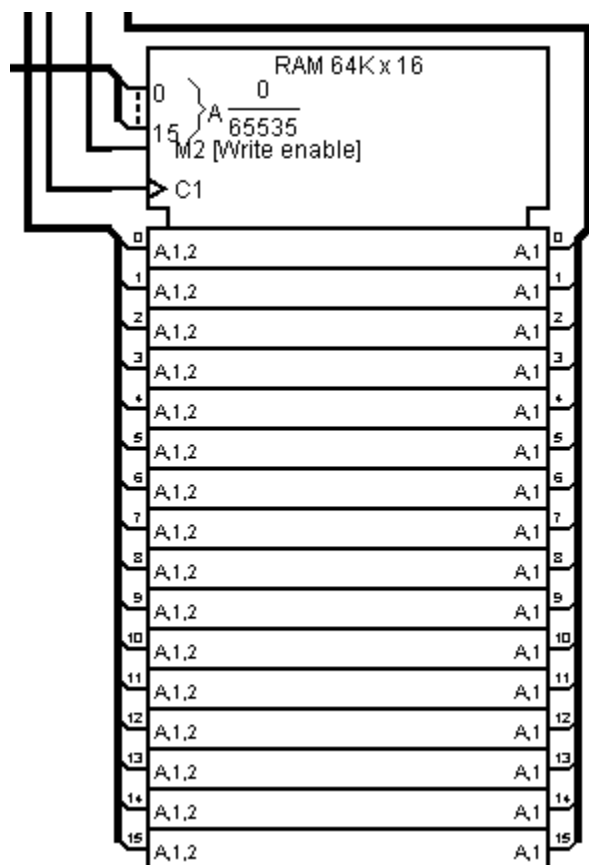 RAM 64K x 16
0
0
A
65535
15
M2 [Write enable]
C1
0 A,1,2 A,1 0
1 A,1,2 A,1 1
2 A,1,2 A,1 2
3 A,1,2 A,1 3
4 A,1,2 A,1 4
5 A,1,2 A,1 5
6 A,1,2 A,1 6
7 A,1,2 A,1 7
8 A,1,2 A,1 8
9 A,1,2 A,1 9
10 A,1,2 A,1 10
11 A,1,2 A,1 11
12 A,1,2 A,1 12
13 A,1,2 A,1 13
14 A,1,2 A,1 14
15 A,1,2 A,1 15